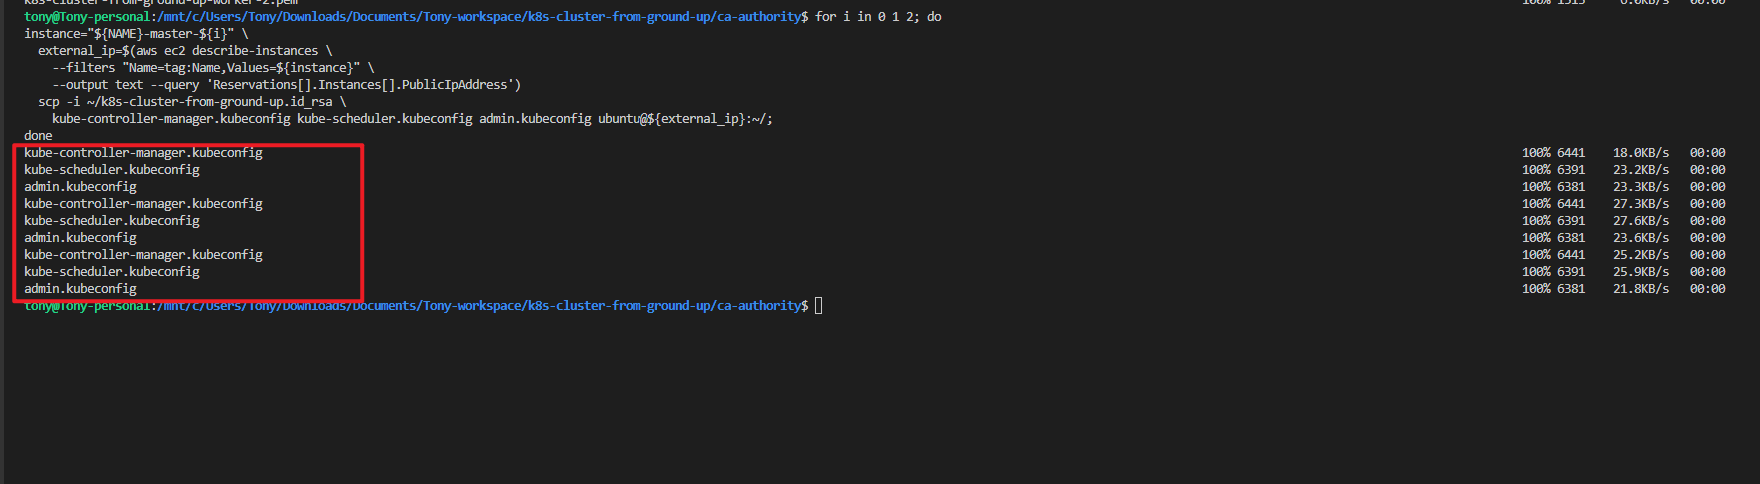 k8s-cluster-from-ground-up-worker-2.pem 100% 1515 6.0KB/s 00:00
tony@Tony-personal:/mnt/c/Users/Tony/Downloads/Documents/Tony-workspace/k8s-cluster-from-ground-up/ca-authority$ for i in 0 1 2; do
instance="${NAME}-master-${i}" \
  external_ip=$(aws ec2 describe-instances \
    --filters "Name=tag:Name,Values=${instance}" \
    --output text --query 'Reservations[].Instances[].PublicIpAddress')
  scp -i ~/k8s-cluster-from-ground-up.id_rsa \
    kube-controller-manager.kubeconfig kube-scheduler.kubeconfig admin.kubeconfig ubuntu@${external_ip}:~/;
done
kube-controller-manager.kubeconfig 100% 6441 18.0KB/s 00:00
kube-scheduler.kubeconfig 100% 6391 23.2KB/s 00:00
admin.kubeconfig 100% 6381 23.3KB/s 00:00
kube-controller-manager.kubeconfig 100% 6441 27.3KB/s 00:00
kube-scheduler.kubeconfig 100% 6391 27.6KB/s 00:00
admin.kubeconfig 100% 6381 23.6KB/s 00:00
kube-controller-manager.kubeconfig 100% 6441 25.2KB/s 00:00
kube-scheduler.kubeconfig 100% 6391 25.9KB/s 00:00
admin.kubeconfig 100% 6381 21.8KB/s 00:00
tony@Tony-personal:/mnt/c/Users/Tony/Downloads/Documents/Tony-workspace/k8s-cluster-from-ground-up/ca-authority$